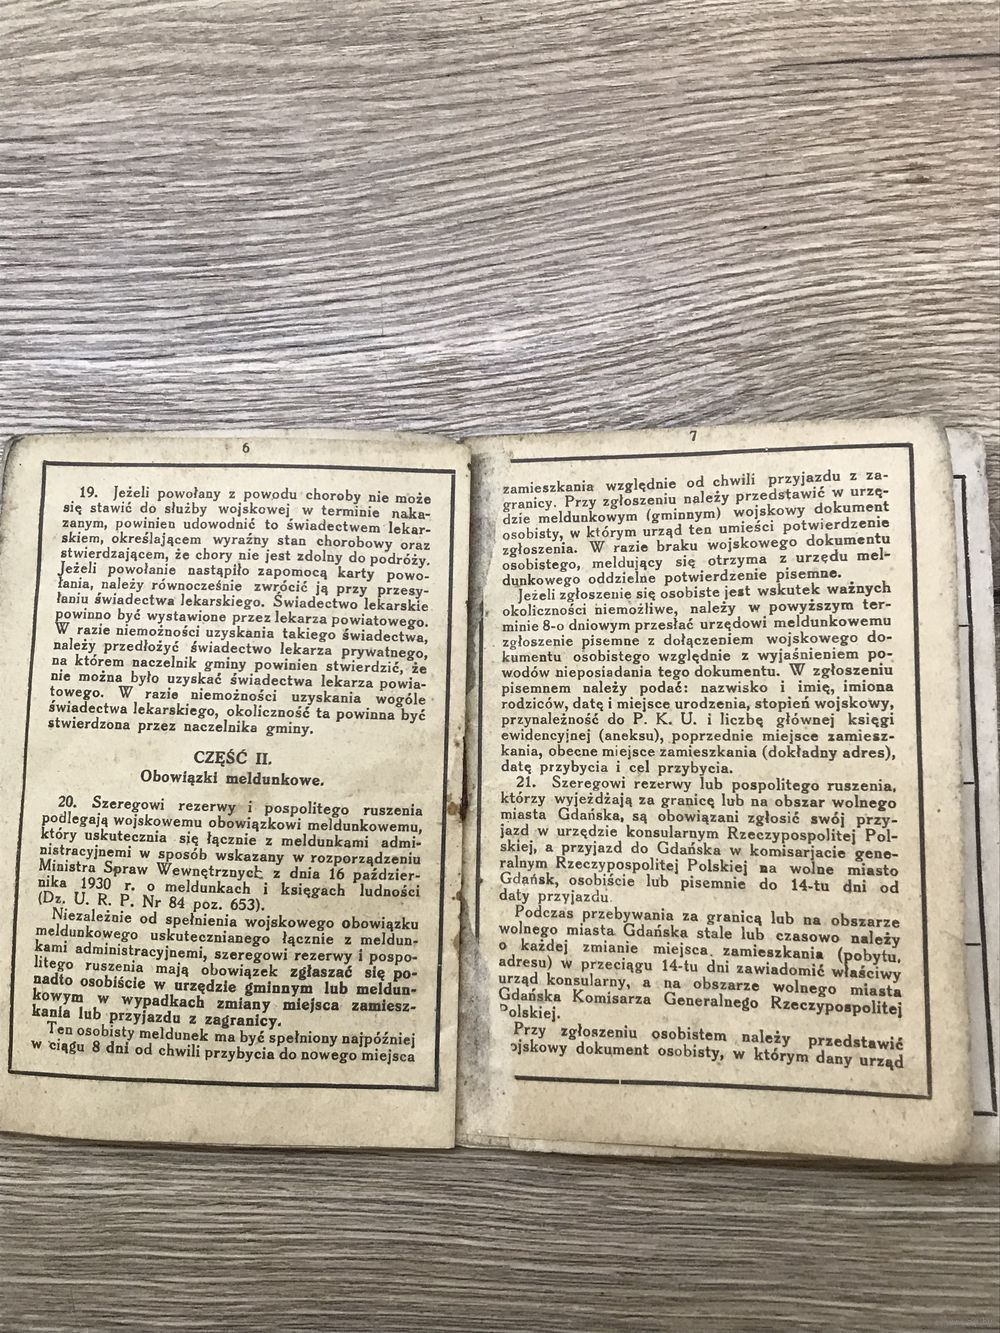 6
19. Jeżeli powołany z powodu choroby nie może
się stawić do służby wojskowej w terminie naka-
zanym, powinien udowodnić to świadectwem lekar-
skiem, określającem wyraźny stan chorobowy oraz
stwierdzającem, że chory nie jest zdolny do podróży.
Jeżeli powołanie nastąpiło zapomocą karty powo-
łania, należy równocześnie zwrócić ją przy przesy-
łaniu świadectwa lekarskiego. Świadectwo lekarskie
powinno być wystawione przez lekarza powiatowego.
W razie niemożności uzyskania takiego świadectwa,
należy przedłożyć świadectwo lekarza prywatnego,
na którem naczelnik gminy powinien stwierdzić, że
nie można było uzyskać świadectwa lekarza powia-
towego. W razie niemożności uzyskania wogóle
świadectwa lekarskiego, okoliczność ta powinna być
stwierdzona przez naczelnika gminy.
CZĘŚĆ II.
Obowiązki meldunkowe.
20. Szeregowi rezerwy i pospolitego ruszenia
podlegają wojskowemu obowiązkowi meldunkowemu,
który uskutecznia się łącznie z meldunkami admi-
nistracyjnemi w sposób wskazany w rozporządzeniu
Ministra Spraw Wewnętrznych z dnia 16 paździer-
nika 1930 r. o meldunkach i księgach ludności
(Dz. U. R. P. Nr 84 poz. 653).
Niezależnie od spełnienia wojskowego obowiązku
meldunkowego uskutecznianego łącznie z meldun-
kami administracyjnemi, szeregowi rezerwy i pospo-
litego ruszenia mają obowiązek zgłaszać się po-
nadto osobiście w urzędzie gminnym lub meldun-
kowym w wypadkach zmiany miejsca zamiesz-
kania lub przyjazdu z zagranicy.
Ten osobisty meldunek ma być spełniony najpóźniej
w ciągu 8 dni od chwili przybycia do nowego miejsca
7
zamieszkania względnie od chwili przyjazdu z za-
granicy. Przy zgłoszeniu należy przedstawić w urzę-
dzie meldunkowym (gminnym) wojskowy dokument
osobisty, w którym urząd ten umieści potwierdzenie
zgłoszenia. W razie braku wojskowego dokumentu
osobistego, meldujący się otrzyma z urzędu mel-
dunkowego oddzielne potwierdzenie pisemne.
Jeżeli zgłoszenie się osobiste jest wskutek ważnych
okoliczności niemożliwe, należy w powyższym ter-
minie 8-o dniowym przesłać urzędowi meldunkowemu
zgłoszenie pisemne z dołączeniem wojskowego do-
kumentu osobistego względnie z wyjaśnieniem po-
wodów nieposiadania tego dokumentu. W zgłoszeniu
pisemnem należy podać: nazwisko i imię, imiona
rodziców, datę i miejsce urodzenia, stopień wojskowy,
przynależność do P. K. U. i liczbę głównej księgi
ewidencyjnej (aneksu), poprzednie miejsce zamiesz-
kania, obecne miejsce zamieszkania (dokładny adres),
datę przybycia i cel przybycia.
21. Szeregowi rezerwy lub pospolitego ruszenia,
którzy wyjeżdżają za granicę lub na obszar wolnego
miasta Gdańska, są obowiązani zgłosić swój przy-
jazd w urzędzie konsularnym Rzeczypospolitej Pol-
skiej, a przyjazd do Gdańska w komisarjacie gene-
ralnym Rzeczypospolitej Polskiej na wolne miasto
Gdańsk, osobiście lub pisemnie do 14-tu dni od
daty przyjazdu.
Podczas przebywania za granicą lub na obszarze
wolnego miasta Gdańska stale lub czasowo należy
o każdej zmianie miejsca zamieszkania (pobytu,
adresu) w przeciągu 14-tu dni zawiadomić właściwy
urząd konsularny, a na obszarze wolnego miasta
Gdańska Komisarza Generalnego Rzeczypospolitej
Polskiej.
Przy zgłoszeniu osobistem należy przedstawić
ojskowy dokument osobisty, w którym dany urząd